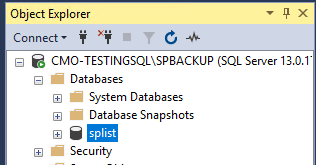 Object Explorer
Connect
CMO-TESTINGSQL\SPBACKUP (SQL Server 13.0.1
Databases
System Databases
Database Snapshots
splist
Security